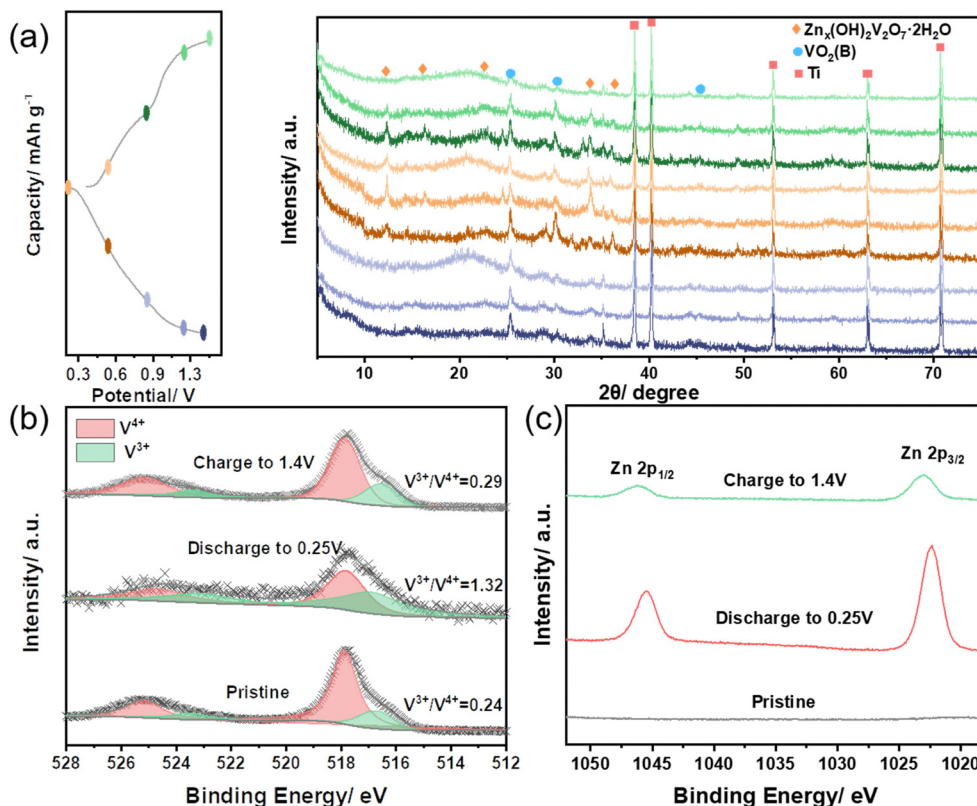 (a)
Capacity/ mAh g⁻¹
0.3 0.6 0.9 1.3
Potential/ V
Intensity/ a.u.
Znₓ(OH)₂V₂O₇·2H₂O
VO₂(B)
Ti
10 20 30 40 50 60 70
2θ/ degree
(b)
V⁴⁺
V³⁺
Charge to 1.4V
V³⁺/V⁴⁺=0.29
Discharge to 0.25V
V³⁺/V⁴⁺=1.32
Pristine
V³⁺/V⁴⁺=0.24
Intensity/ a.u.
528 526 524 522 520 518 516 514 512
Binding Energy/ eV
(c)
Zn 2p₁/₂
Zn 2p₃/₂
Charge to 1.4V
Discharge to 0.25V
Pristine
Intensity/ a.u.
1050 1045 1040 1035 1030 1025 1020
Binding Energy/ eV